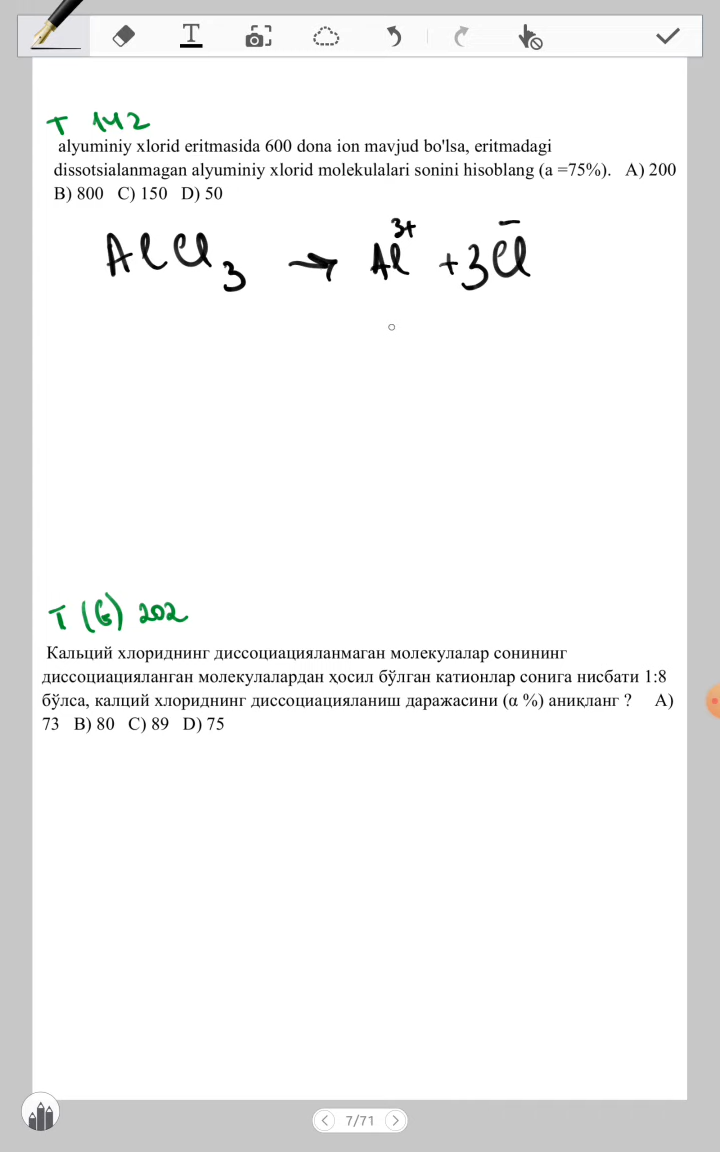 T
T 142
alyuminiy xlorid eritmasida 600 dona ion mavjud bo'lsa, eritmadagi
dissotsialanmagan alyuminiy xlorid molekulalari sonini hisoblang (a =75%). A) 200
B) 800 C) 150 D) 50
AlCl3 → Al3+ + 3Cl-
T (б) 202
Кальций хлориднинг диссоциацияланмаган молекулалар сонининг
диссоциацияланган молекулалардан ҳосил бўлган катионлар сонига нисбати 1:8
бўлса, калций хлориднинг диссоциацияланиш даражасини (α %) аниқланг ? A)
73 B) 80 C) 89 D) 75
7/71